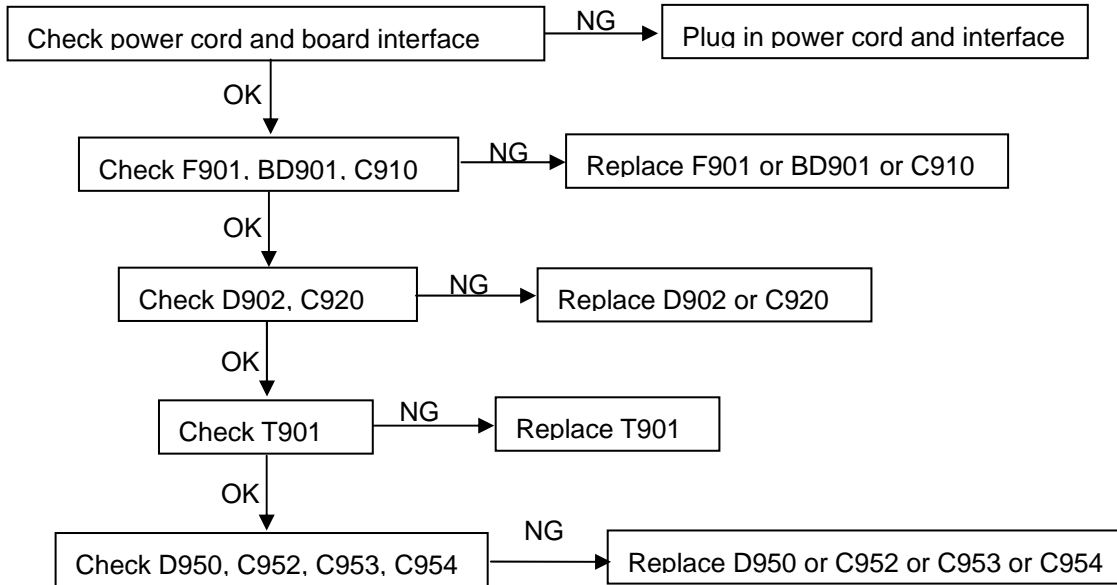 Check power cord and board interface
NG
Plug in power cord and interface
OK
Check F901, BD901, C910
NG
Replace F901 or BD901 or C910
OK
Check D902, C920
NG
Replace D902 or C920
OK
Check T901
NG
Replace T901
OK
Check D950, C952, C953, C954
NG
Replace D950 or C952 or C953 or C954